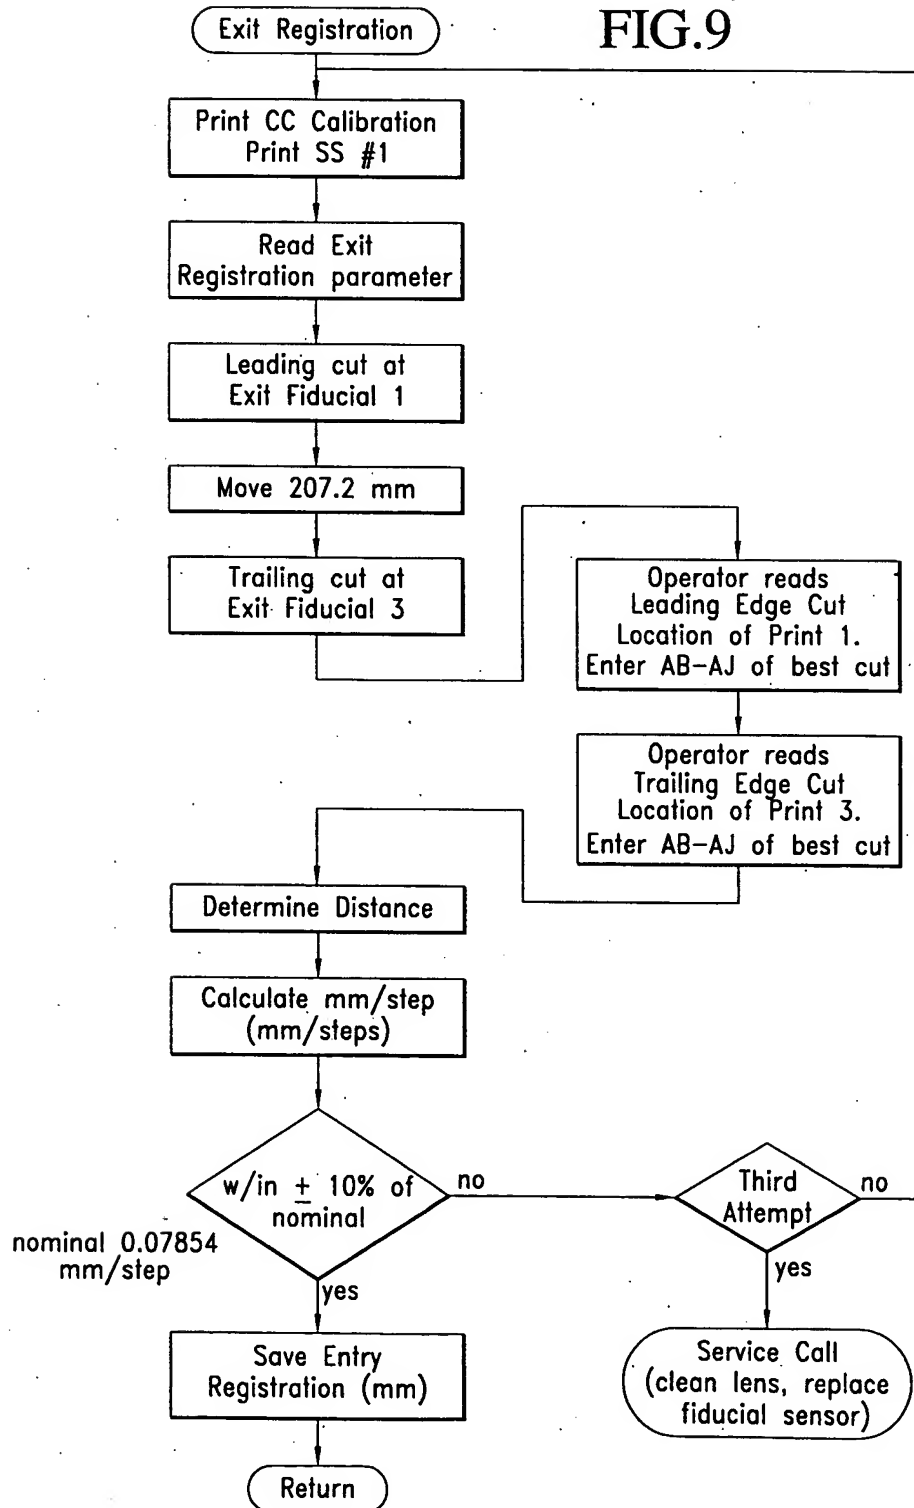 FIG.9
Exit Registration
Print CC Calibration
Print SS #1
Read Exit
Registration parameter
Leading cut at
Exit Fiducial 1
Move 207.2 mm
Trailing cut at
Exit Fiducial 3
Operator reads
Leading Edge Cut
Location of Print 1.
Enter AB-AJ of best cut
Operator reads
Trailing Edge Cut
Location of Print 3.
Enter AB-AJ of best cut
Determine Distance
Calculate mm/step
(mm/steps)
w/in ± 10% of
nominal
no
nominal 0.07854
mm/step
yes
Third
Attempt
no
yes
Save Entry
Registration (mm)
Service Call
(clean lens, replace
fiducial sensor)
Return